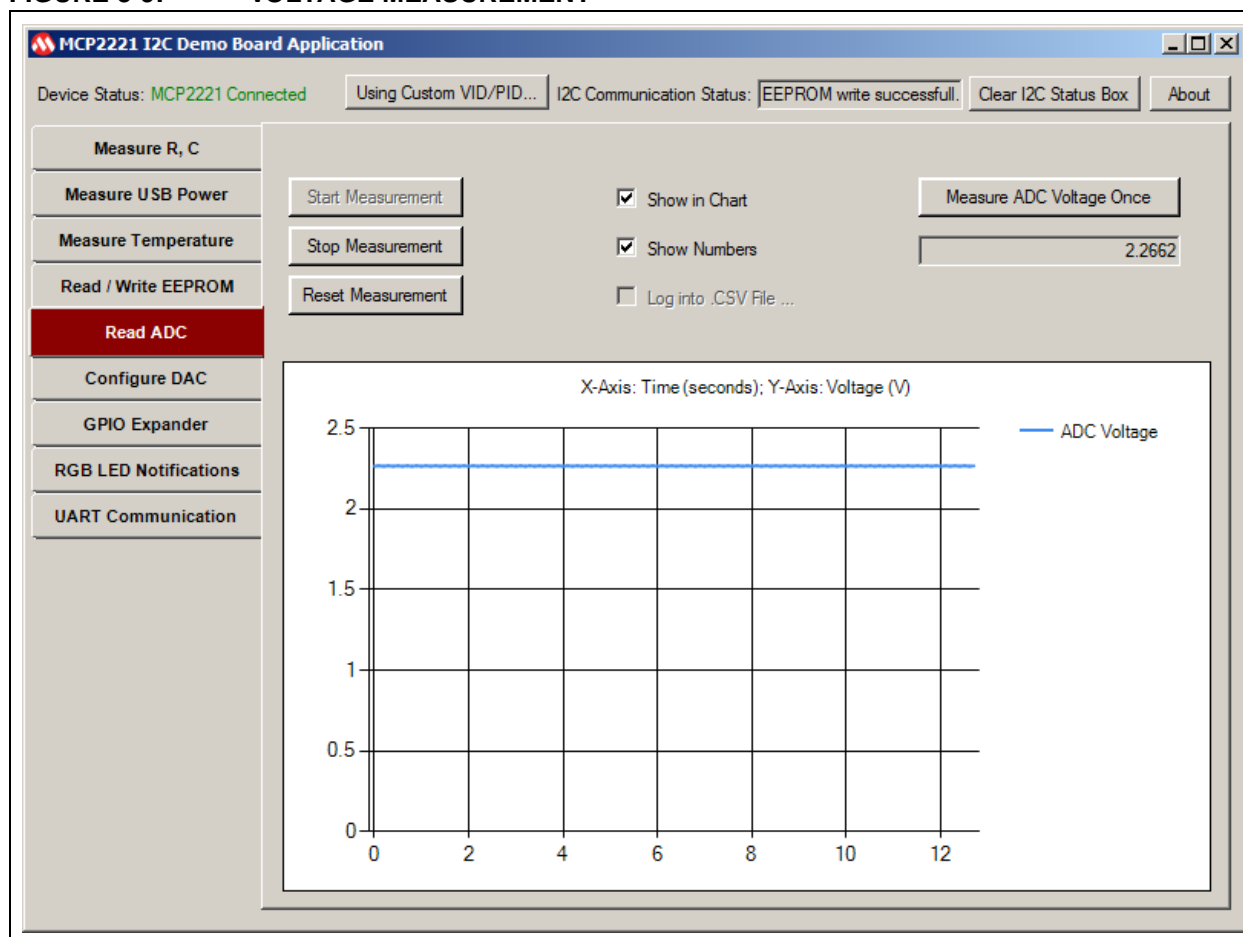 MCP2221 I2C Demo Board Application
Device Status: MCP2221 Connected
Using Custom VID/PID...
I2C Communication Status:
EEPROM write successfull.
Clear I2C Status Box
About
Measure R, C
Measure USB Power
Measure Temperature
Read / Write EEPROM
Read ADC
Configure DAC
GPIO Expander
RGB LED Notifications
UART Communication
Start Measurement
Stop Measurement
Reset Measurement
Show in Chart
Show Numbers
Log into .CSV File ...
Measure ADC Voltage Once
2.2662
X-Axis: Time (seconds); Y-Axis: Voltage (V)
ADC Voltage
2.5
2
1.5
1
0.5
0
0 2 4 6 8 10 12